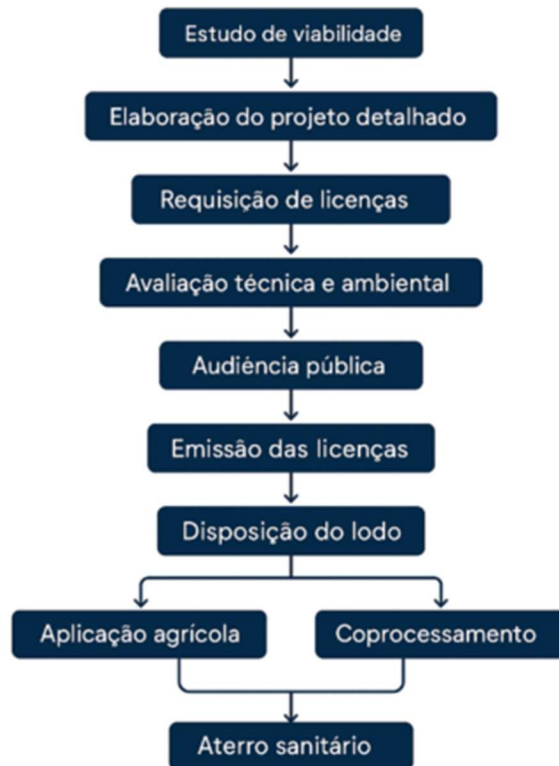 Estudo de viabilidade
Elaboração do projeto detalhado
Requisição de licenças
Avaliação técnica e ambiental
Audiéncia pública
Emissão das licenças
Disposição do lodo
Aplicação agrícola
Coprocessamento
Aterro sanitário